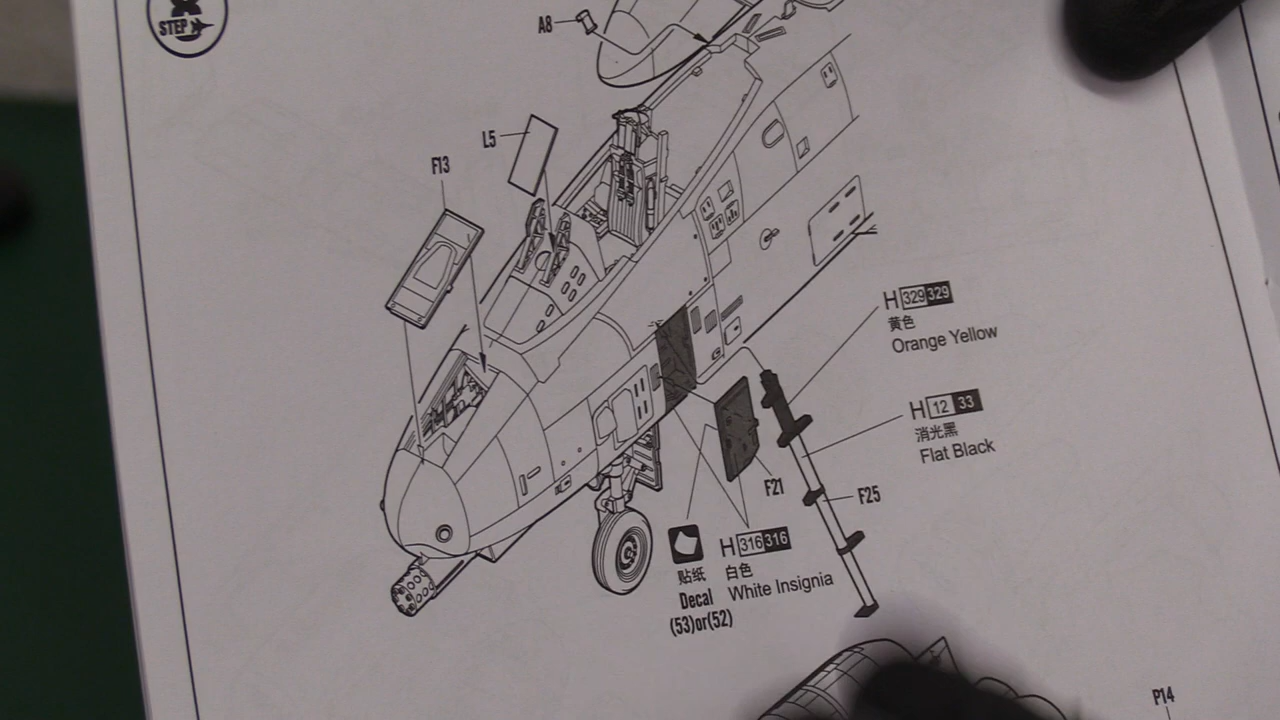 STEP
A8
L5
F13
H 329 329
黄色
Orange Yellow
H 12 33
消光黑
Flat Black
F21
F25
H 316 316
贴纸
白色
Decal
White Insignia
(53)or(52)
P14